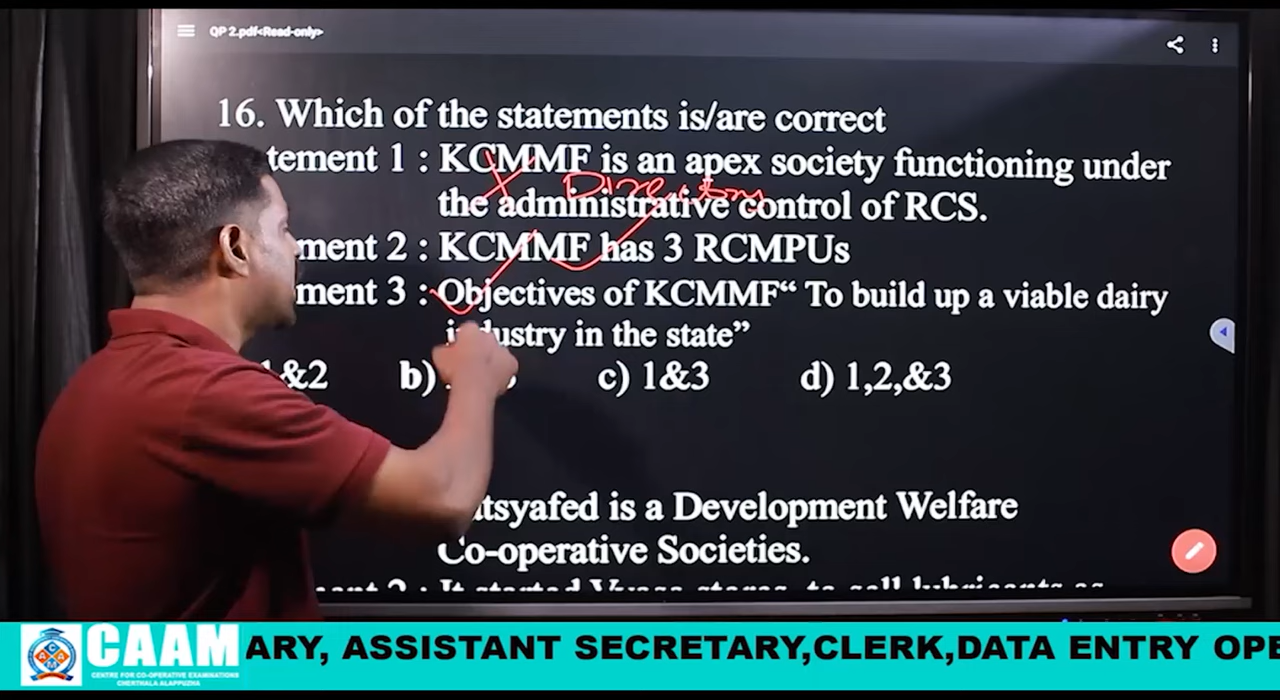 QP 2.pdf<Read-only>
16. Which of the statements is/are correct
tement 1 : KCMMF is an apex society functioning under
the administrative control of RCS.
ment 2 : KCMMF has 3 RCMPUs
ment 3 : Objectives of KCMMF“ To build up a viable dairy
industry in the state”
1&2 b) c) 1&3 d) 1,2,&3
atsyafed is a Development Welfare
Co-operative Societies.
CAAM
CENTRE FOR CO-OPERATIVE EXAMINATIONS
CHERTHALA ALAPPUZHA
ARY, ASSISTANT SECRETARY,CLERK,DATA ENTRY OPE